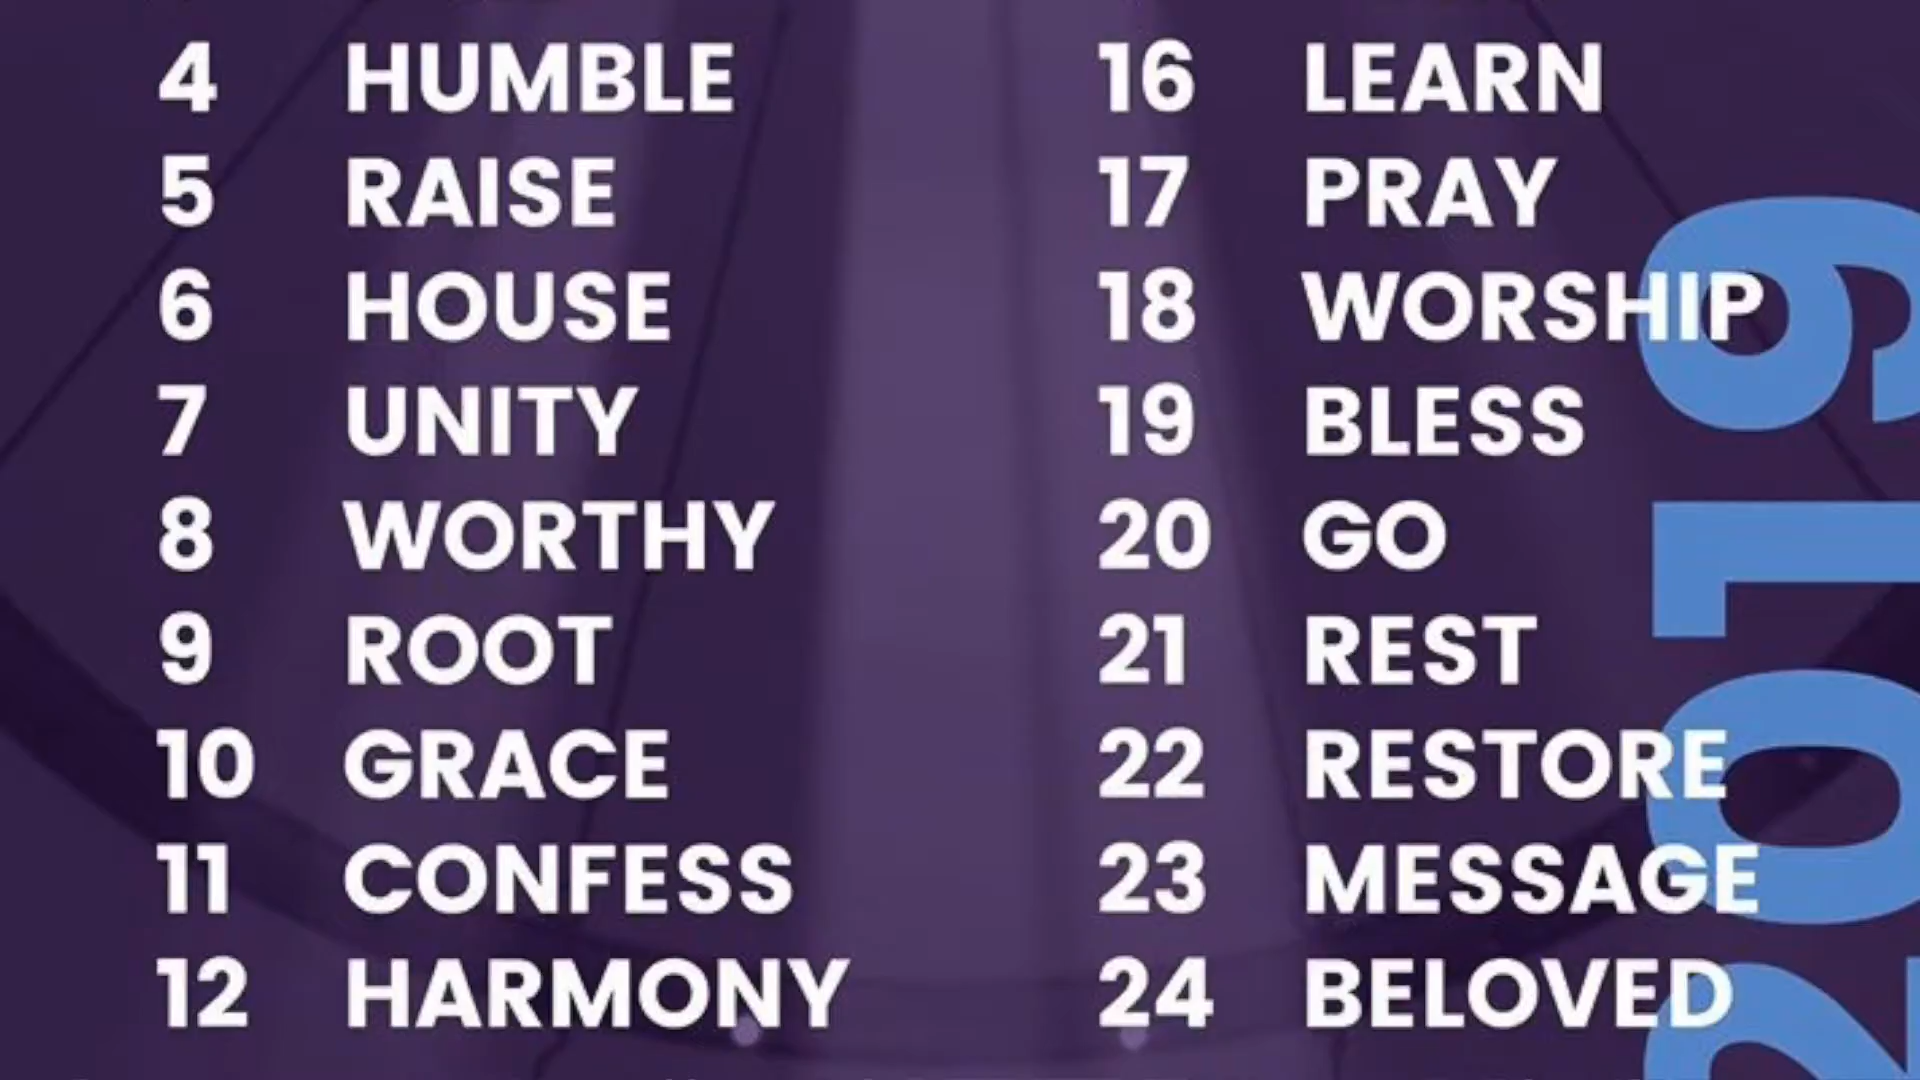 4 HUMBLE
5 RAISE
6 HOUSE
7 UNITY
8 WORTHY
9 ROOT
10 GRACE
11 CONFESS
12 HARMONY
16 LEARN
17 PRAY
18 WORSHIP
19 BLESS
20 GO
21 REST
22 RESTORE
23 MESSAGE
24 BELOVED
2019